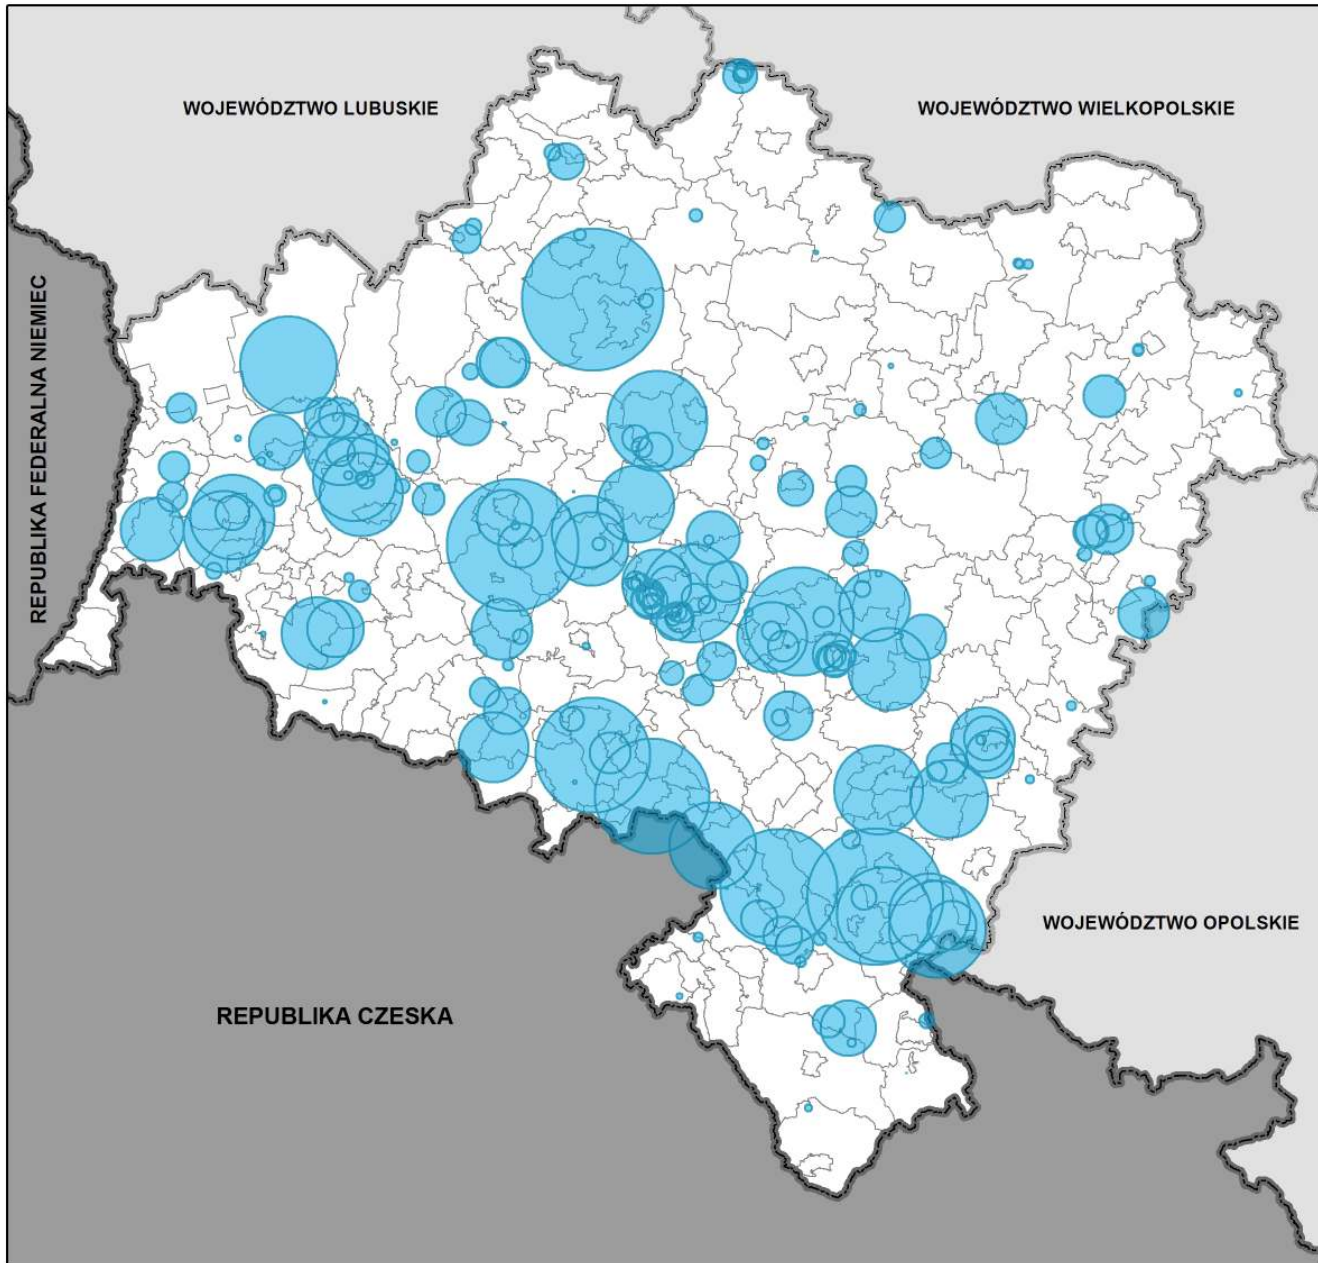 WOJEWÓDZTWO LUBUSKIE
WOJEWÓDZTWO WIELKOPOLSKIE
REPUBLIKA FEDERALNA NIEMIEC
WOJEWÓDZTWO OPOLSKIE
REPUBLIKA CZESKA